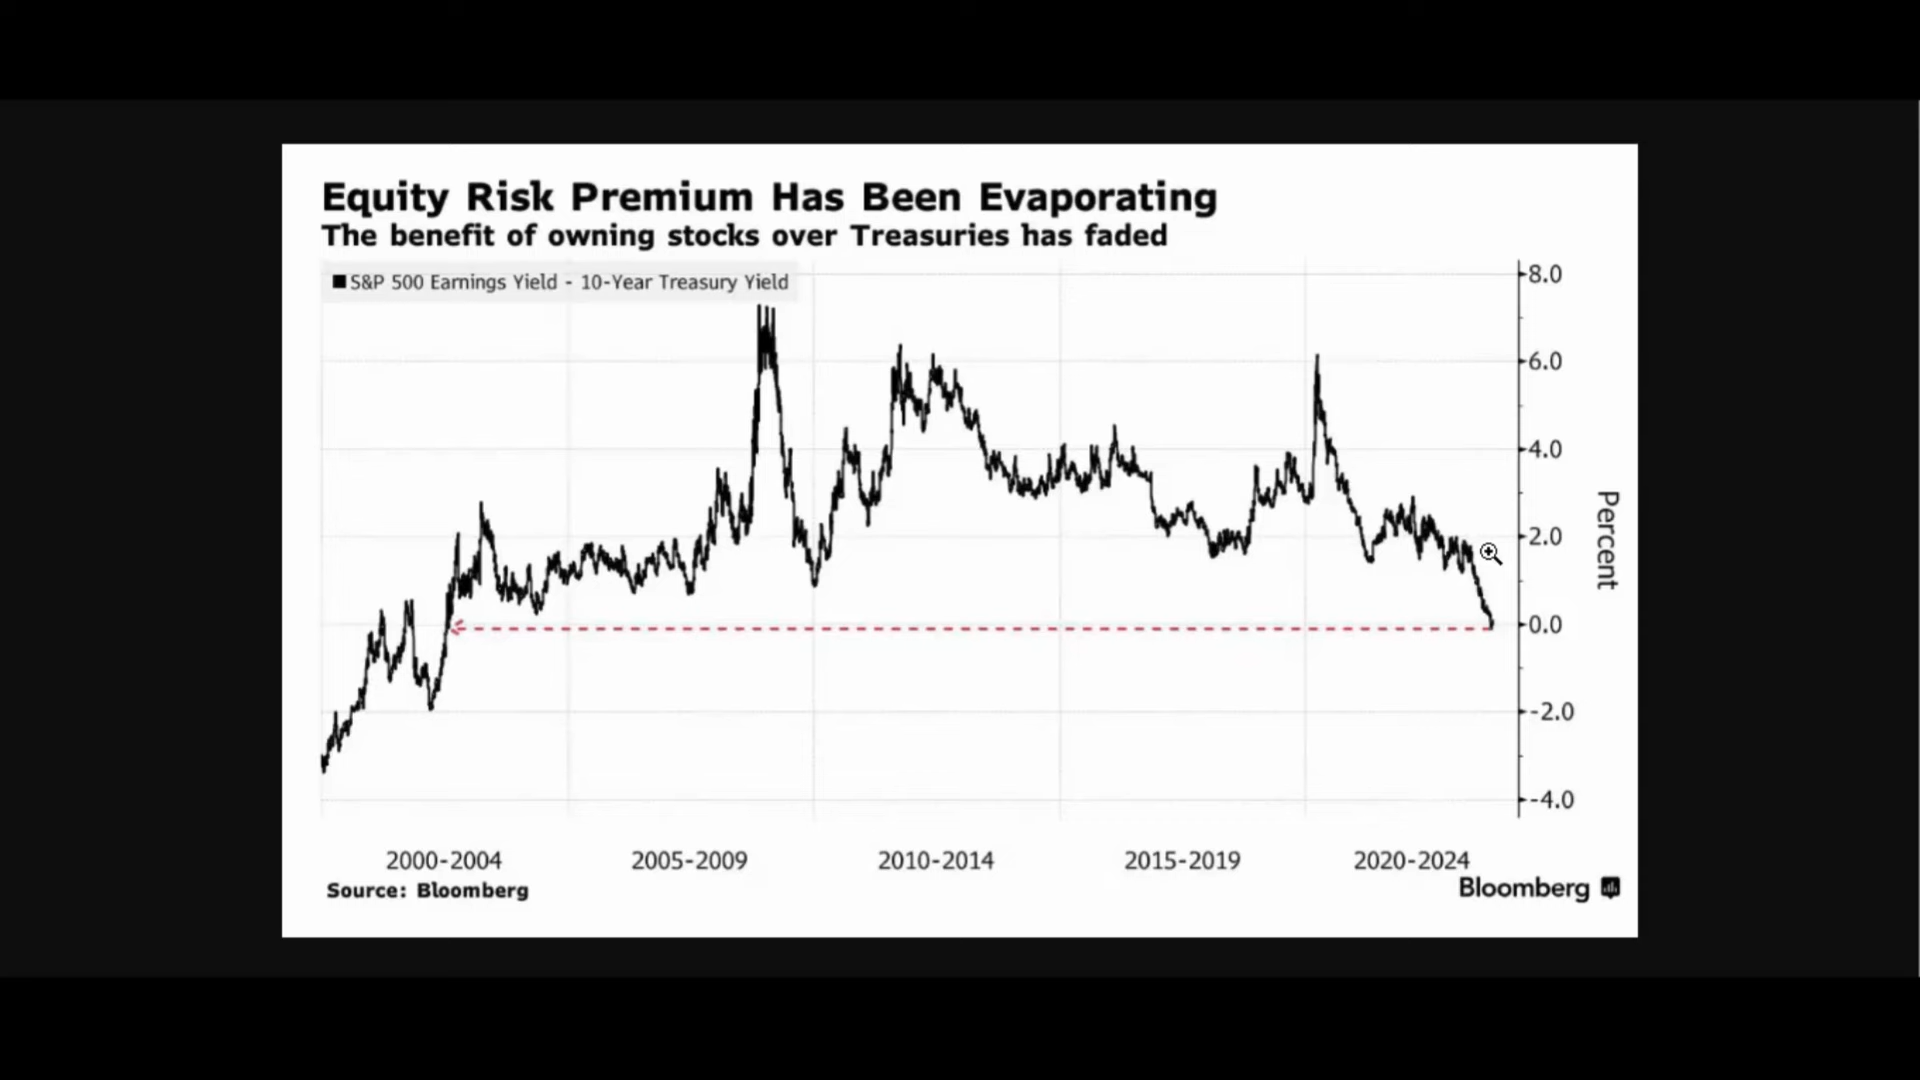 Equity Risk Premium Has Been Evaporating
The benefit of owning stocks over Treasuries has faded
S&P 500 Earnings Yield - 10-Year Treasury Yield
8.0
6.0
4.0
2.0
0.0
-2.0
-4.0
Percent
2000-2004 2005-2009 2010-2014 2015-2019 2020-2024
Source: Bloomberg
Bloomberg